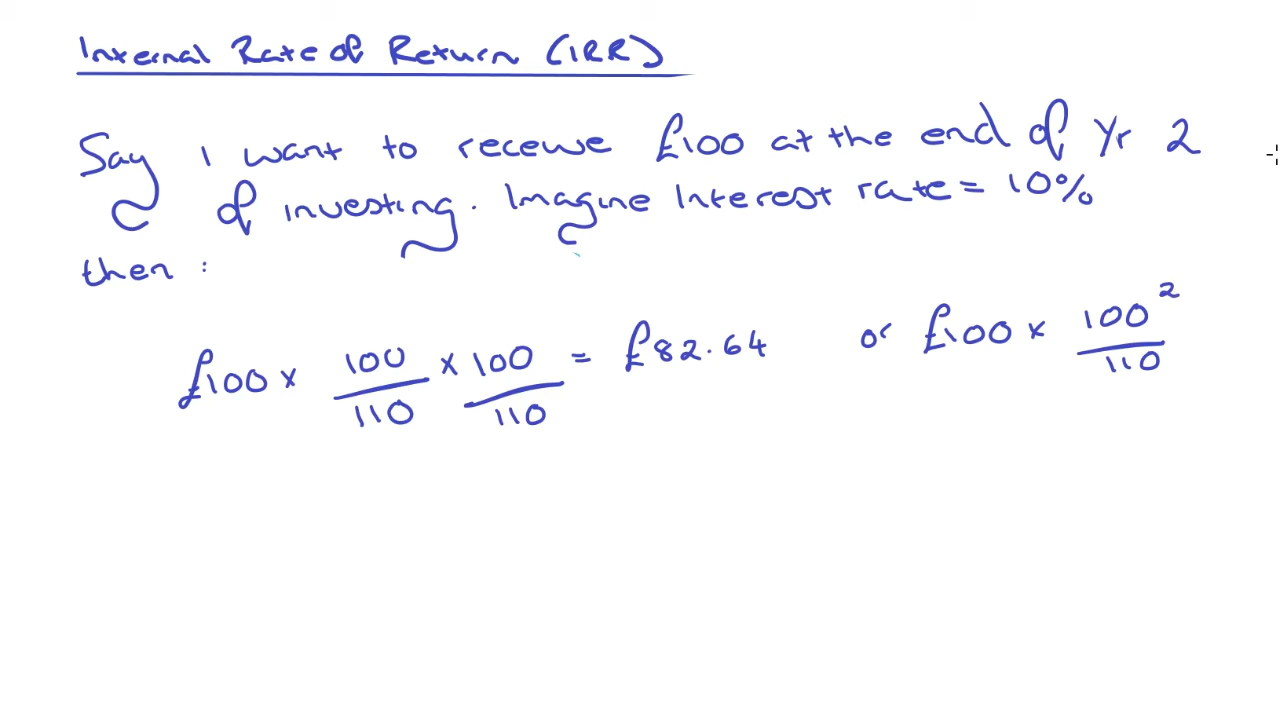 Internal Rate of Return (IRR)
Say I want to receive £100 at the end of Yr 2
of investing. Imagine Interest rate = 10%
then :
£100 × 100/110 × 100/110 = £82.64 or £100 × 100²/110